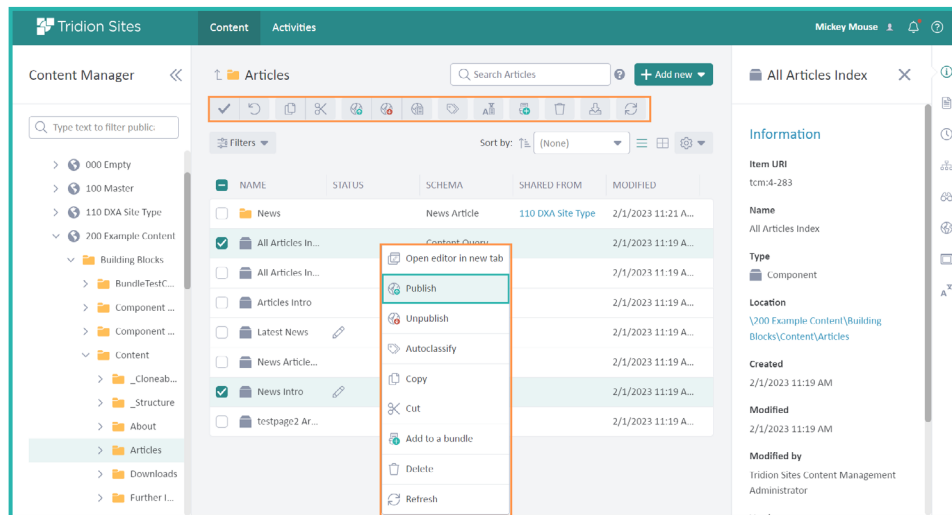 Tridion Sites
Content
Activities
Mickey Mouse
Content Manager
Type text to filter public:
000 Empty
100 Master
110 DXA Site Type
200 Example Content
Building Blocks
BundleTestC...
Component ...
Component ...
Content
_Cloneab...
_Structure
About
Articles
Downloads
Further I...
Articles
Search Articles
+ Add new
Filters
Sort by:
(None)
NAME STATUS SCHEMA SHARED FROM MODIFIED
News News Article 110 DXA Site Type 2/1/2023 11:21 A...
All Articles In... Content Query 2/1/2023 11:19 A...
All Articles In... 2/1/2023 11:19 A...
Articles Intro 2/1/2023 11:19 A...
Latest News 2/1/2023 11:19 A...
News Article... 2/1/2023 11:19 A...
News Intro 2/1/2023 11:19 A...
testpage2 Ar... 2/1/2023 11:19 A...
Open editor in new tab
Publish
Unpublish
Autoclassify
Copy
Cut
Add to a bundle
Delete
Refresh
All Articles Index
Information
Item URI
tcm:4-283
Name
All Articles Index
Type
Component
Location
\200 Example Content\Building
Blocks\Content\Articles
Created
2/1/2023 11:19 AM
Modified
2/1/2023 11:19 AM
Modified by
Tridion Sites Content Management
Administrator